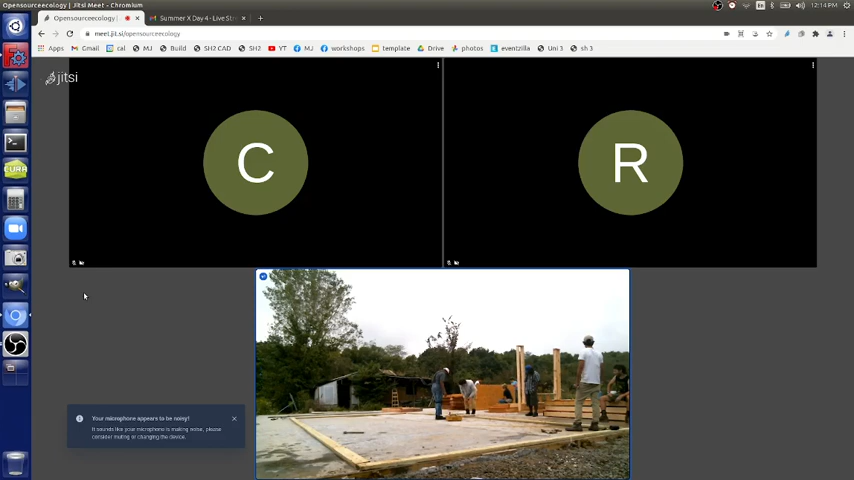 Opensourceecology | Jitsi Meet - Chromium
12:14 PM
Opensourceecology | Ji
Summer X Day 4 - Live Str
meet.jit.si/opensourceecology
Apps
Gmail
cal
MJ
Build
SH2 CAD
SH2
YT
MJ
workshops
template
Drive
photos
eventzilla
Uni 3
sh 3
jitsi
C
R
CURA
Your microphone appears to be noisy!
It sounds like your microphone is making noise, please
consider muting or changing the device.